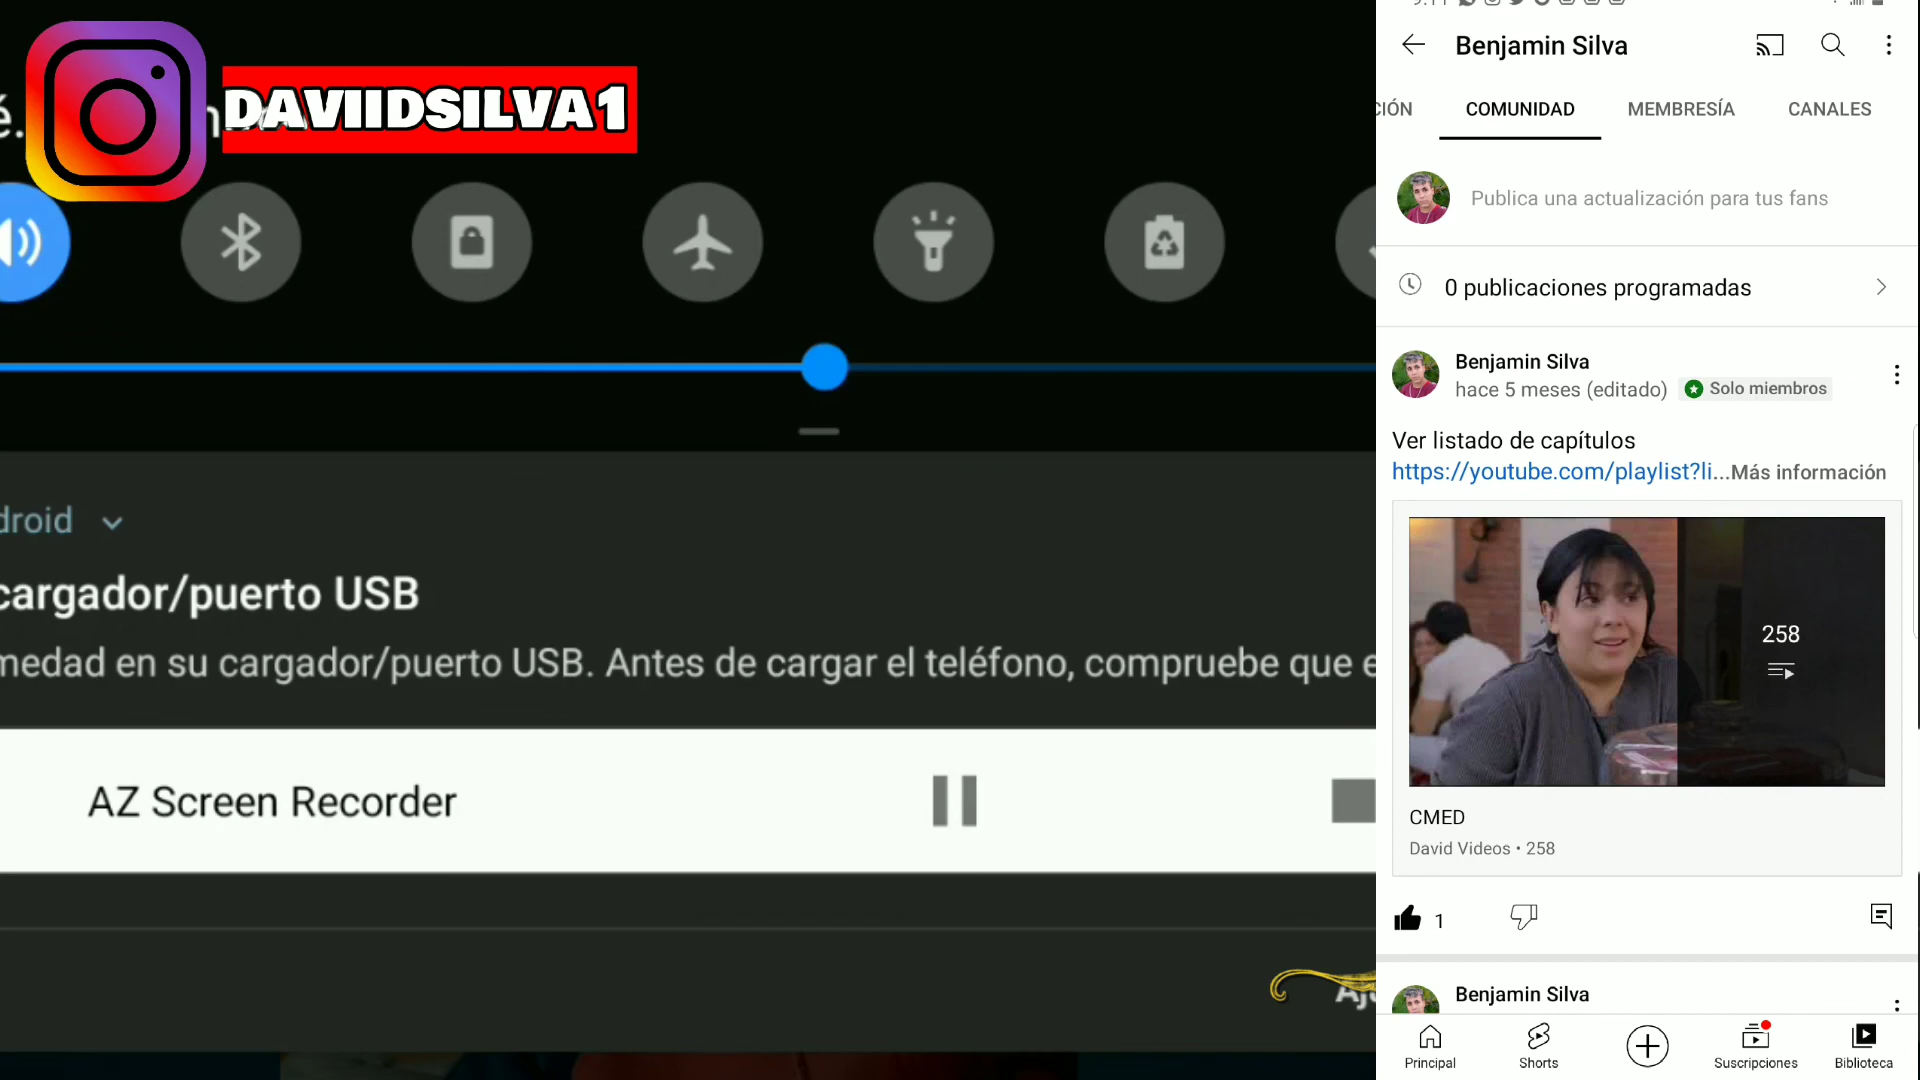 DAVIIDSILVA1
droid
cargador/puerto USB
medad en su cargador/puerto USB. Antes de cargar el teléfono, compruebe que e
AZ Screen Recorder
Benjamin Silva
CIÓN COMUNIDAD MEMBRESÍA CANALES
Publica una actualización para tus fans
0 publicaciones programadas
Benjamin Silva
hace 5 meses (editado) Solo miembros
Ver listado de capítulos
https://youtube.com/playlist?li...Más información
258
CMED
David Videos • 258
1
Benjamin Silva
Principal Shorts Suscripciones Biblioteca